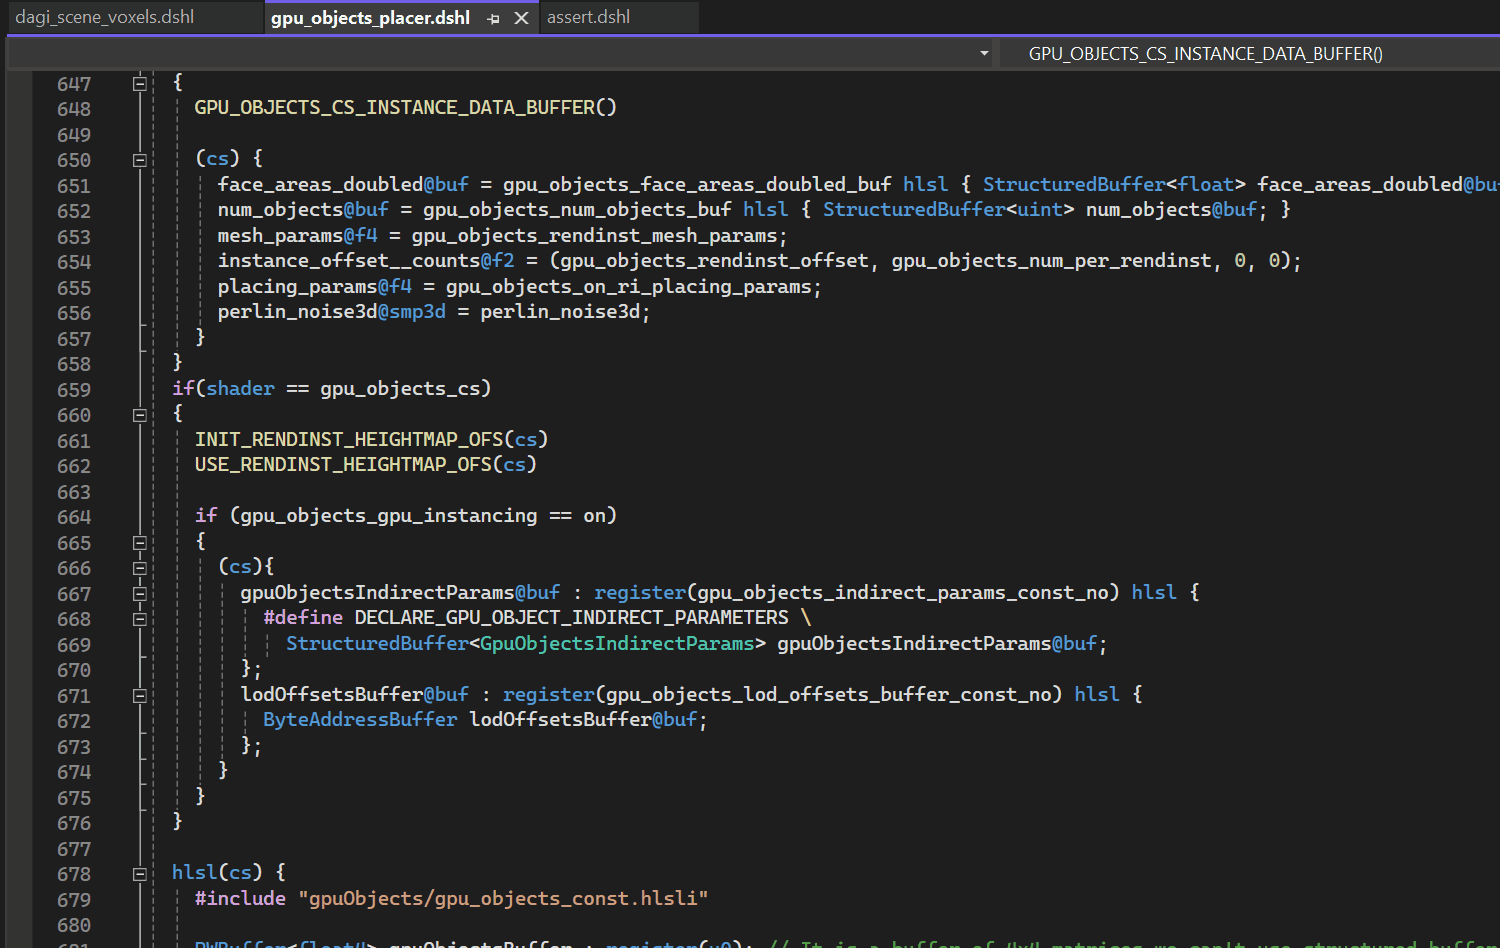 dagi_scene_voxels.dshl gpu_objects_placer.dshl assert.dshl
GPU_OBJECTS_CS_INSTANCE_DATA_BUFFER()
647 {
648 GPU_OBJECTS_CS_INSTANCE_DATA_BUFFER()
649
650 (cs) {
651 face_areas_doubled@buf = gpu_objects_face_areas_doubled_buf hlsl { StructuredBuffer<float> face_areas_doubled@bu
652 num_objects@buf = gpu_objects_num_objects_buf hlsl { StructuredBuffer<uint> num_objects@buf; }
653 mesh_params@f4 = gpu_objects_rendinst_mesh_params;
654 instance_offset__counts@f2 = (gpu_objects_rendinst_offset, gpu_objects_num_per_rendinst, 0, 0);
655 placing_params@f4 = gpu_objects_on_ri_placing_params;
656 perlin_noise3d@smp3d = perlin_noise3d;
657 }
658 }
659 if(shader == gpu_objects_cs)
660 {
661 INIT_RENDINST_HEIGHTMAP_OFS(cs)
662 USE_RENDINST_HEIGHTMAP_OFS(cs)
663
664 if (gpu_objects_gpu_instancing == on)
665 {
666 (cs){
667 gpuObjectsIndirectParams@buf : register(gpu_objects_indirect_params_const_no) hlsl {
668 #define DECLARE_GPU_OBJECT_INDIRECT_PARAMETERS \
669 StructuredBuffer<GpuObjectsIndirectParams> gpuObjectsIndirectParams@buf;
670 };
671 lodOffsetsBuffer@buf : register(gpu_objects_lod_offsets_buffer_const_no) hlsl {
672 ByteAddressBuffer lodOffsetsBuffer@buf;
673 };
674 }
675 }
676 }
677
678 hlsl(cs) {
679 #include "gpuObjects/gpu_objects_const.hlsli"
680